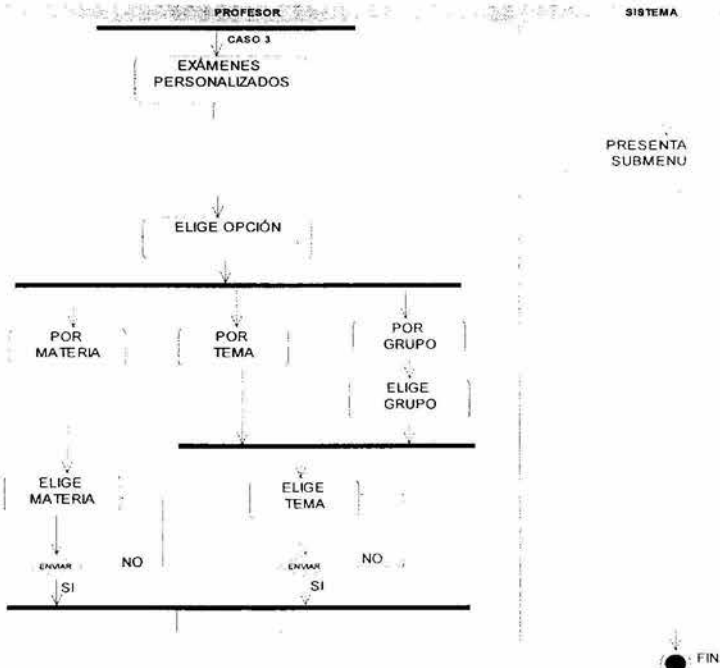 PROFESOR
SISTEMA
CASO 3
EXÁMENES
PERSONALIZADOS
PRESENTA
SUBMENU
ELIGE OPCIÓN
POR
MATERIA
POR
TEMA
POR
GRUPO
ELIGE
GRUPO
ELIGE
MATERIA
ELIGE
TEMA
ENVIAR
NO
ENVIAR
NO
SI
SI
FIN